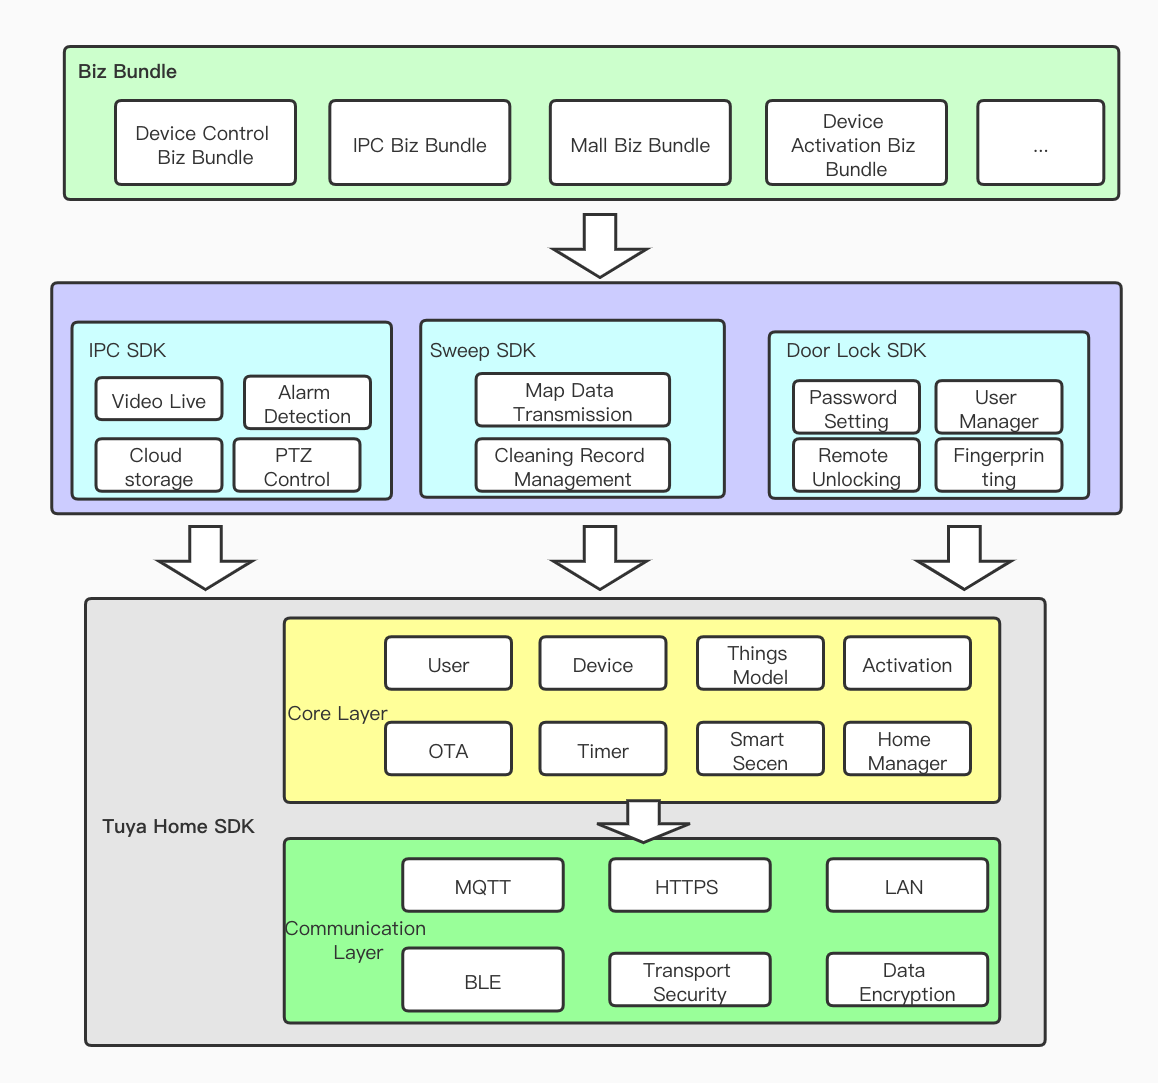 Biz Bundle
Device Control
Biz Bundle
IPC Biz Bundle
Mall Biz Bundle
Device
Activation Biz
Bundle
...
IPC SDK
Video Live
Alarm
Detection
Cloud
storage
PTZ
Control
Sweep SDK
Map Data
Transmission
Cleaning Record
Management
Door Lock SDK
Password
Setting
User
Manager
Remote
Unlocking
Fingerprin
ting
Tuya Home SDK
Core Layer
User
Device
Things
Model
Activation
OTA
Timer
Smart
Secen
Home
Manager
Communication
Layer
MQTT
HTTPS
LAN
BLE
Transport
Security
Data
Encryption